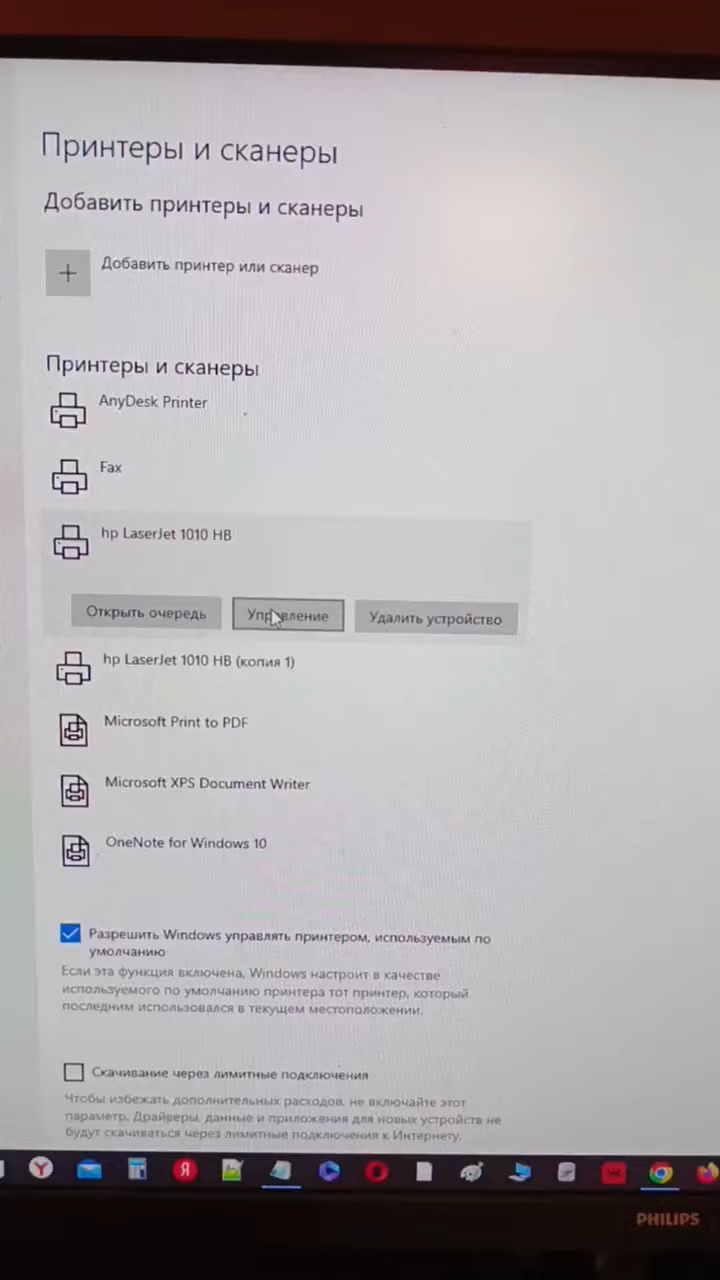 Принтеры и сканеры
Добавить принтеры и сканеры
Добавить принтер или сканер
Принтеры и сканеры
AnyDesk Printer
Fax
hp LaserJet 1010 HB
Открыть очередь
Управление
Удалить устройство
hp LaserJet 1010 HB (копия 1)
Microsoft Print to PDF
Microsoft XPS Document Writer
OneNote for Windows 10
Разрешить Windows управлять принтером, используемым по
умолчанию
Если эта функция включена, Windows настроит в качестве
используемого по умолчанию принтера тот принтер, который
последним использовался в текущем местоположении.
Скачивание через лимитные подключения
Чтобы избежать дополнительных расходов, не включайте этот
параметр. Драйверы, данные и приложения для новых устройств не
будут скачиваться через лимитные подключения к Интернету.
Я
PHILIPS